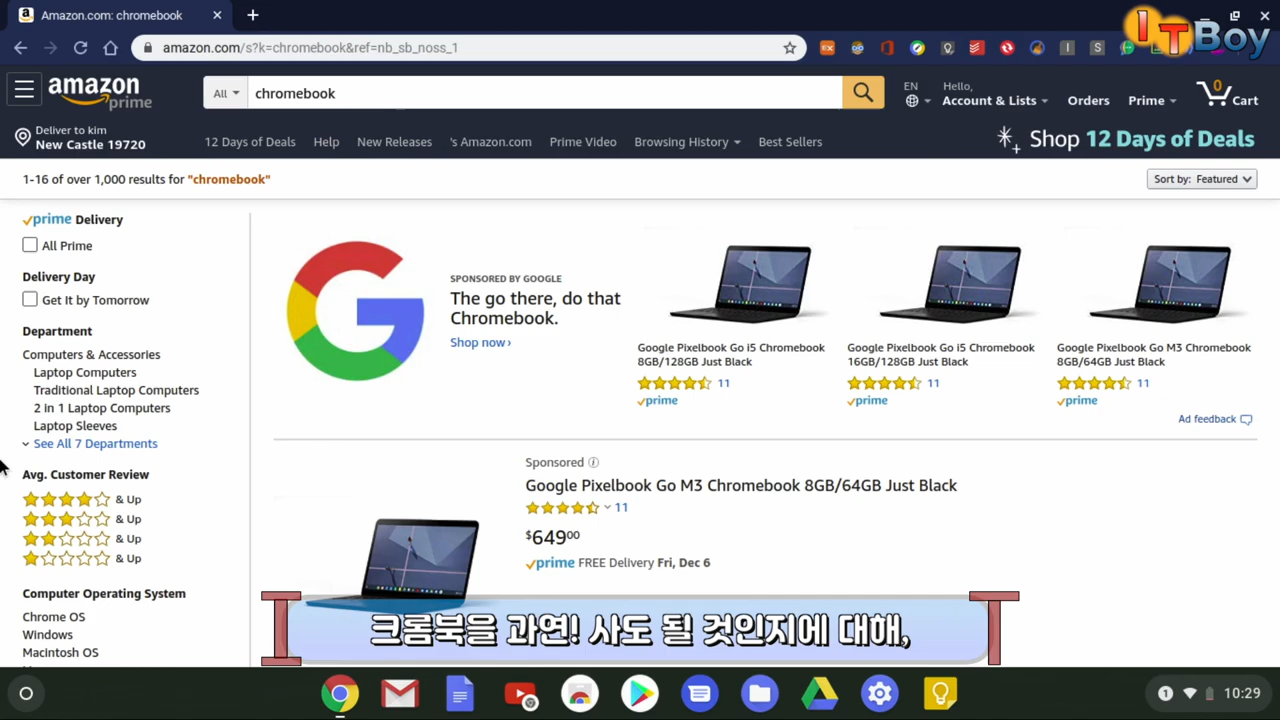 Amazon.com: chromebook
IT Boy
amazon.com/s?k=chromebook&ref=nb_sb_noss_1
amazon prime
All
chromebook
EN
Hello,
Account & Lists
Orders
Prime
0
Cart
Deliver to kim
New Castle 19720
12 Days of Deals
Help
New Releases
's Amazon.com
Prime Video
Browsing History
Best Sellers
Shop 12 Days of Deals
1-16 of over 1,000 results for "chromebook"
Sort by: Featured
prime Delivery
All Prime
Delivery Day
Get It by Tomorrow
Department
Computers & Accessories
Laptop Computers
Traditional Laptop Computers
2 in 1 Laptop Computers
Laptop Sleeves
See All 7 Departments
Avg. Customer Review
& Up
& Up
& Up
& Up
Computer Operating System
Chrome OS
Windows
Macintosh OS
SPONSORED BY GOOGLE
The go there, do that
Chromebook.
Shop now ›
Google Pixelbook Go i5 Chromebook
8GB/128GB Just Black
11
prime
Google Pixelbook Go i5 Chromebook
16GB/128GB Just Black
11
prime
Google Pixelbook Go M3 Chromebook
8GB/64GB Just Black
11
prime
Ad feedback
Sponsored
Google Pixelbook Go M3 Chromebook 8GB/64GB Just Black
11
$64900
prime FREE Delivery Fri, Dec 6
크롬북을 과연! 사도 될 것인지에 대해,
1
10:29